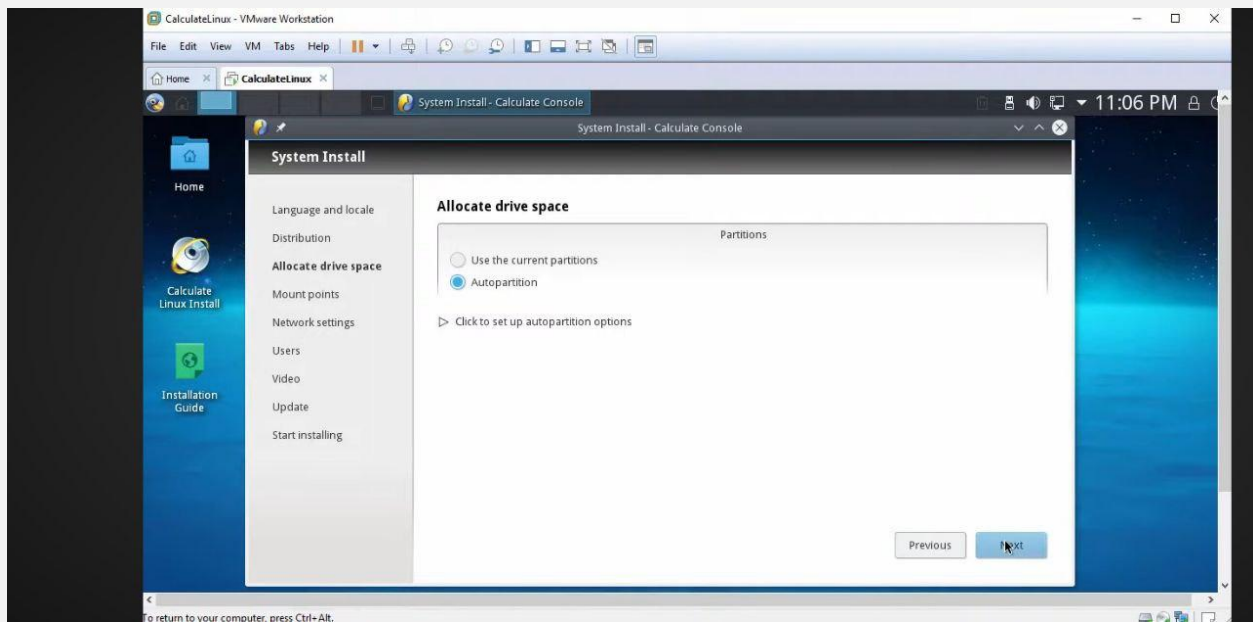 CalculateLinux - VMware Workstation
File Edit View VM Tabs Help
Home
CalculateLinux
System Install - Calculate Console
11:06 PM
System Install - Calculate Console
System Install
Home
Calculate
Linux Install
Installation
Guide
Language and locale
Distribution
Allocate drive space
Mount points
Network settings
Users
Video
Update
Start installing
Allocate drive space
Partitions
Use the current partitions
Autopartition
Click to set up autopartition options
Previous
Next
To return to your computer, press Ctrl+Alt.